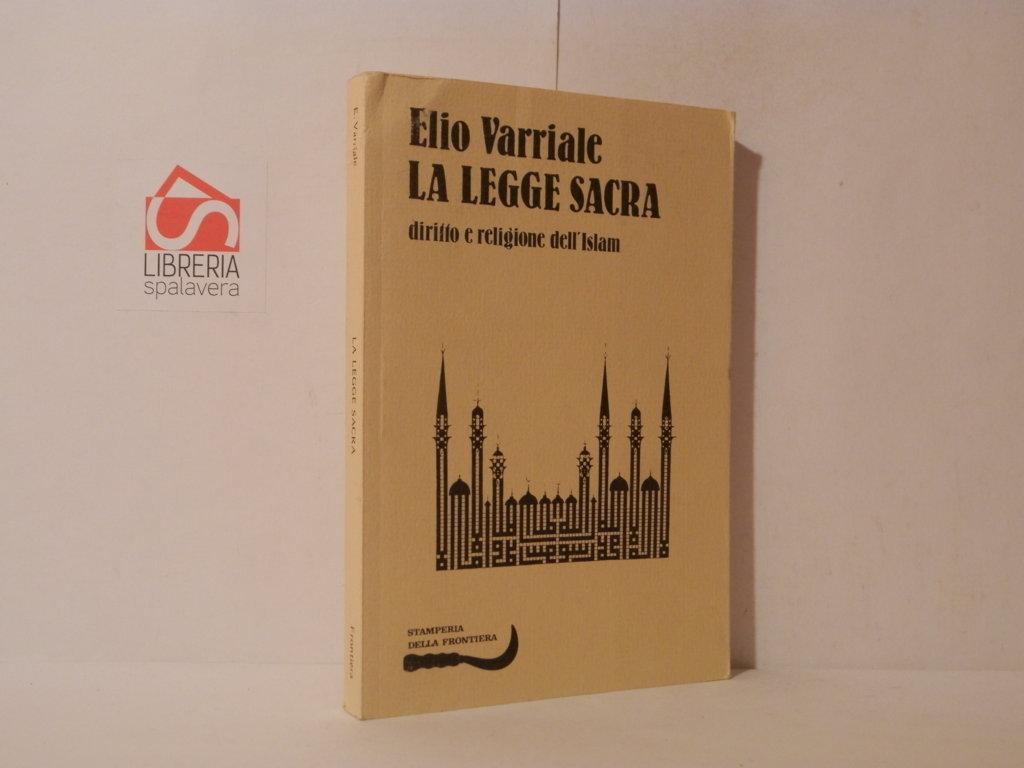 Elio Varriale
LA LEGGE SACRA
diritto e religione dell'Islam
STAMPERIA
DELLA FRONTIERA
E. Varriale
LA LEGGE SACRA
Frontiera
LIBRERIA
spalavera